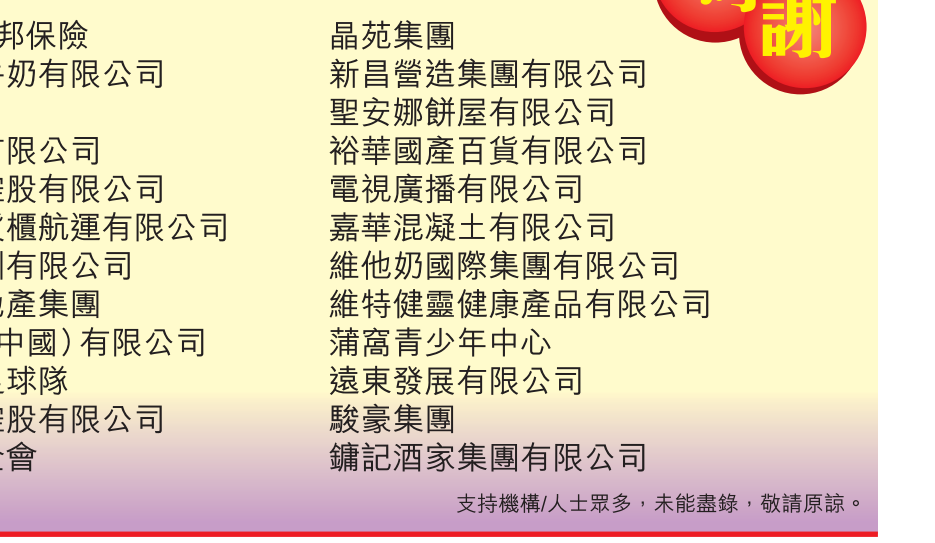 謝
邦保險
奶有限公司
限公司
股有限公司
櫃航運有限公司
有限公司
產集團
中國)有限公司
球隊
股有限公司
會
晶苑集團
新昌營造集團有限公司
聖安娜餅屋有限公司
裕華國產百貨有限公司
電視廣播有限公司
嘉華混凝土有限公司
維他奶國際集團有限公司
維特健靈健康產品有限公司
蒲窩青少年中心
遠東發展有限公司
駿豪集團
鏞記酒家集團有限公司
支持機構/人士眾多，未能盡錄，敬請原諒。